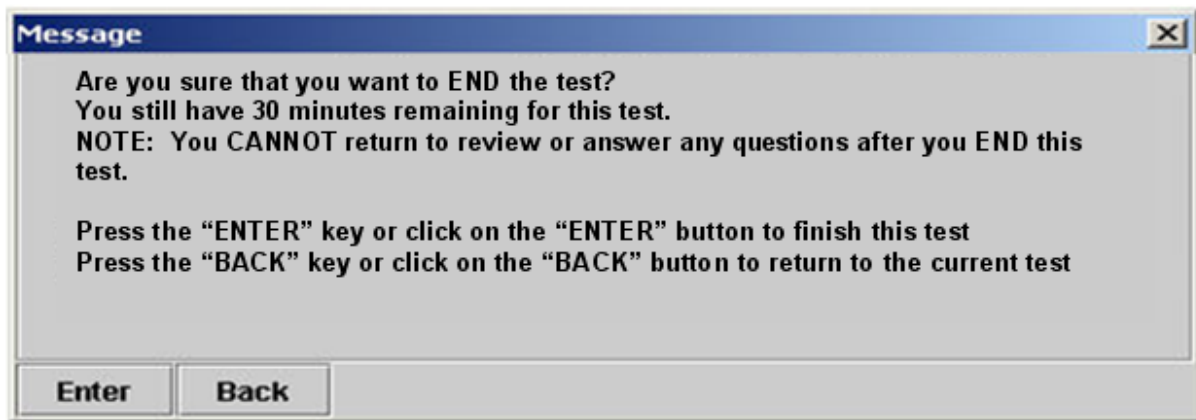 Message
Are you sure that you want to END the test?
You still have 30 minutes remaining for this test.
NOTE:  You CANNOT return to review or answer any questions after you END this
test.
Press the “ENTER” key or click on the “ENTER” button to finish this test
Press the “BACK” key or click on the “BACK” button to return to the current test
Enter Back